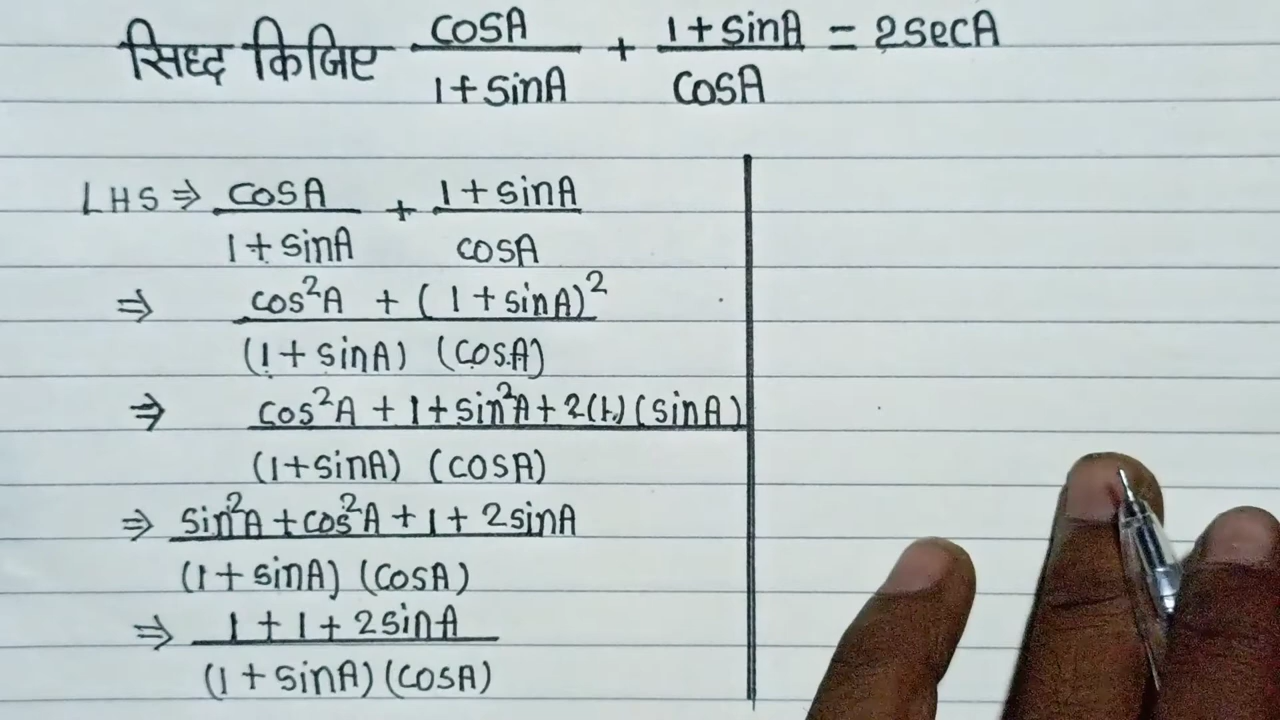 सिध्द किजिए cosA/1+sinA + 1+sinA/cosA = 2secA
LHS ⇒ cosA/1+sinA + 1+sinA/cosA
⇒ cos²A + (1+sinA)²/(1+sinA) (cosA)
⇒ cos²A + 1 + sin²A + 2(1.)(sinA)/(1+sinA) (cosA)
⇒ sin²A + cos²A + 1 + 2sinA/(1+sinA) (cosA)
⇒ 1 + 1 + 2sinA/(1+sinA)(cosA)